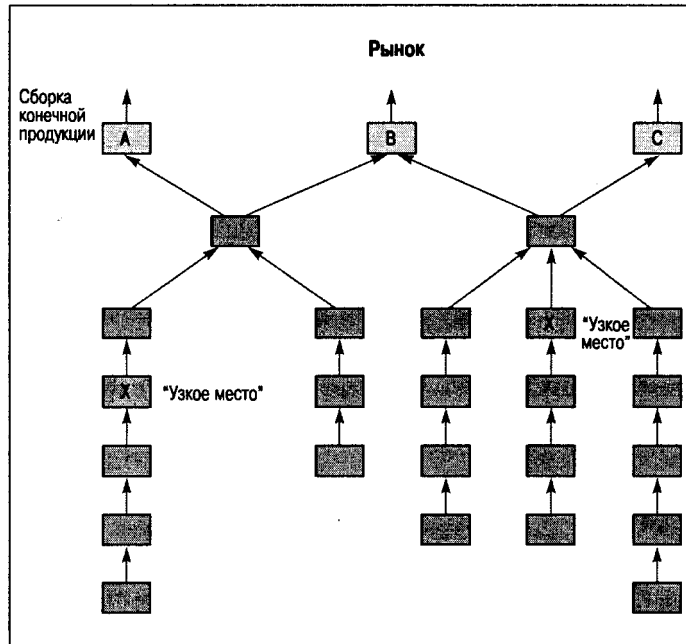 Рынок
Сборка
конечной
продукции
A
B
C
X
"Узкое
место"
X
"Узкое место"